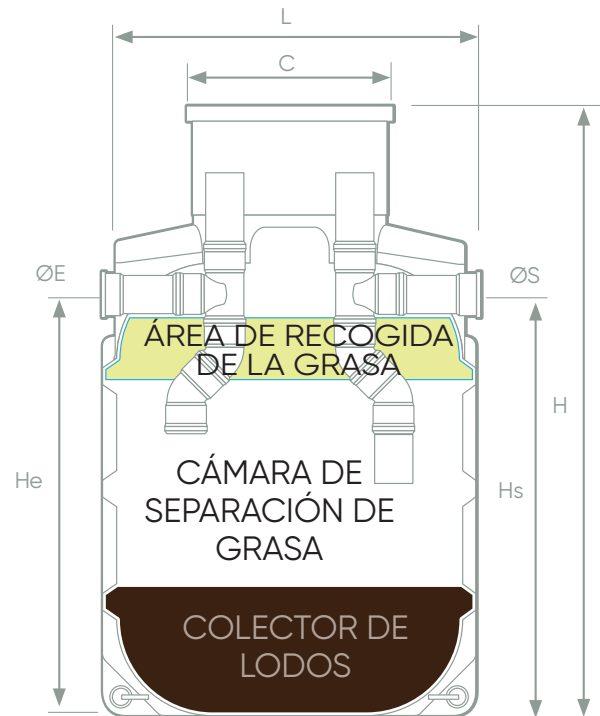 L
C
ØE
ØS
ÁREA DE RECOGIDA
DE LA GRASA
H
He
Hs
CÁMARA DE
SEPARACIÓN DE
GRASA
COLECTOR DE
LODOS